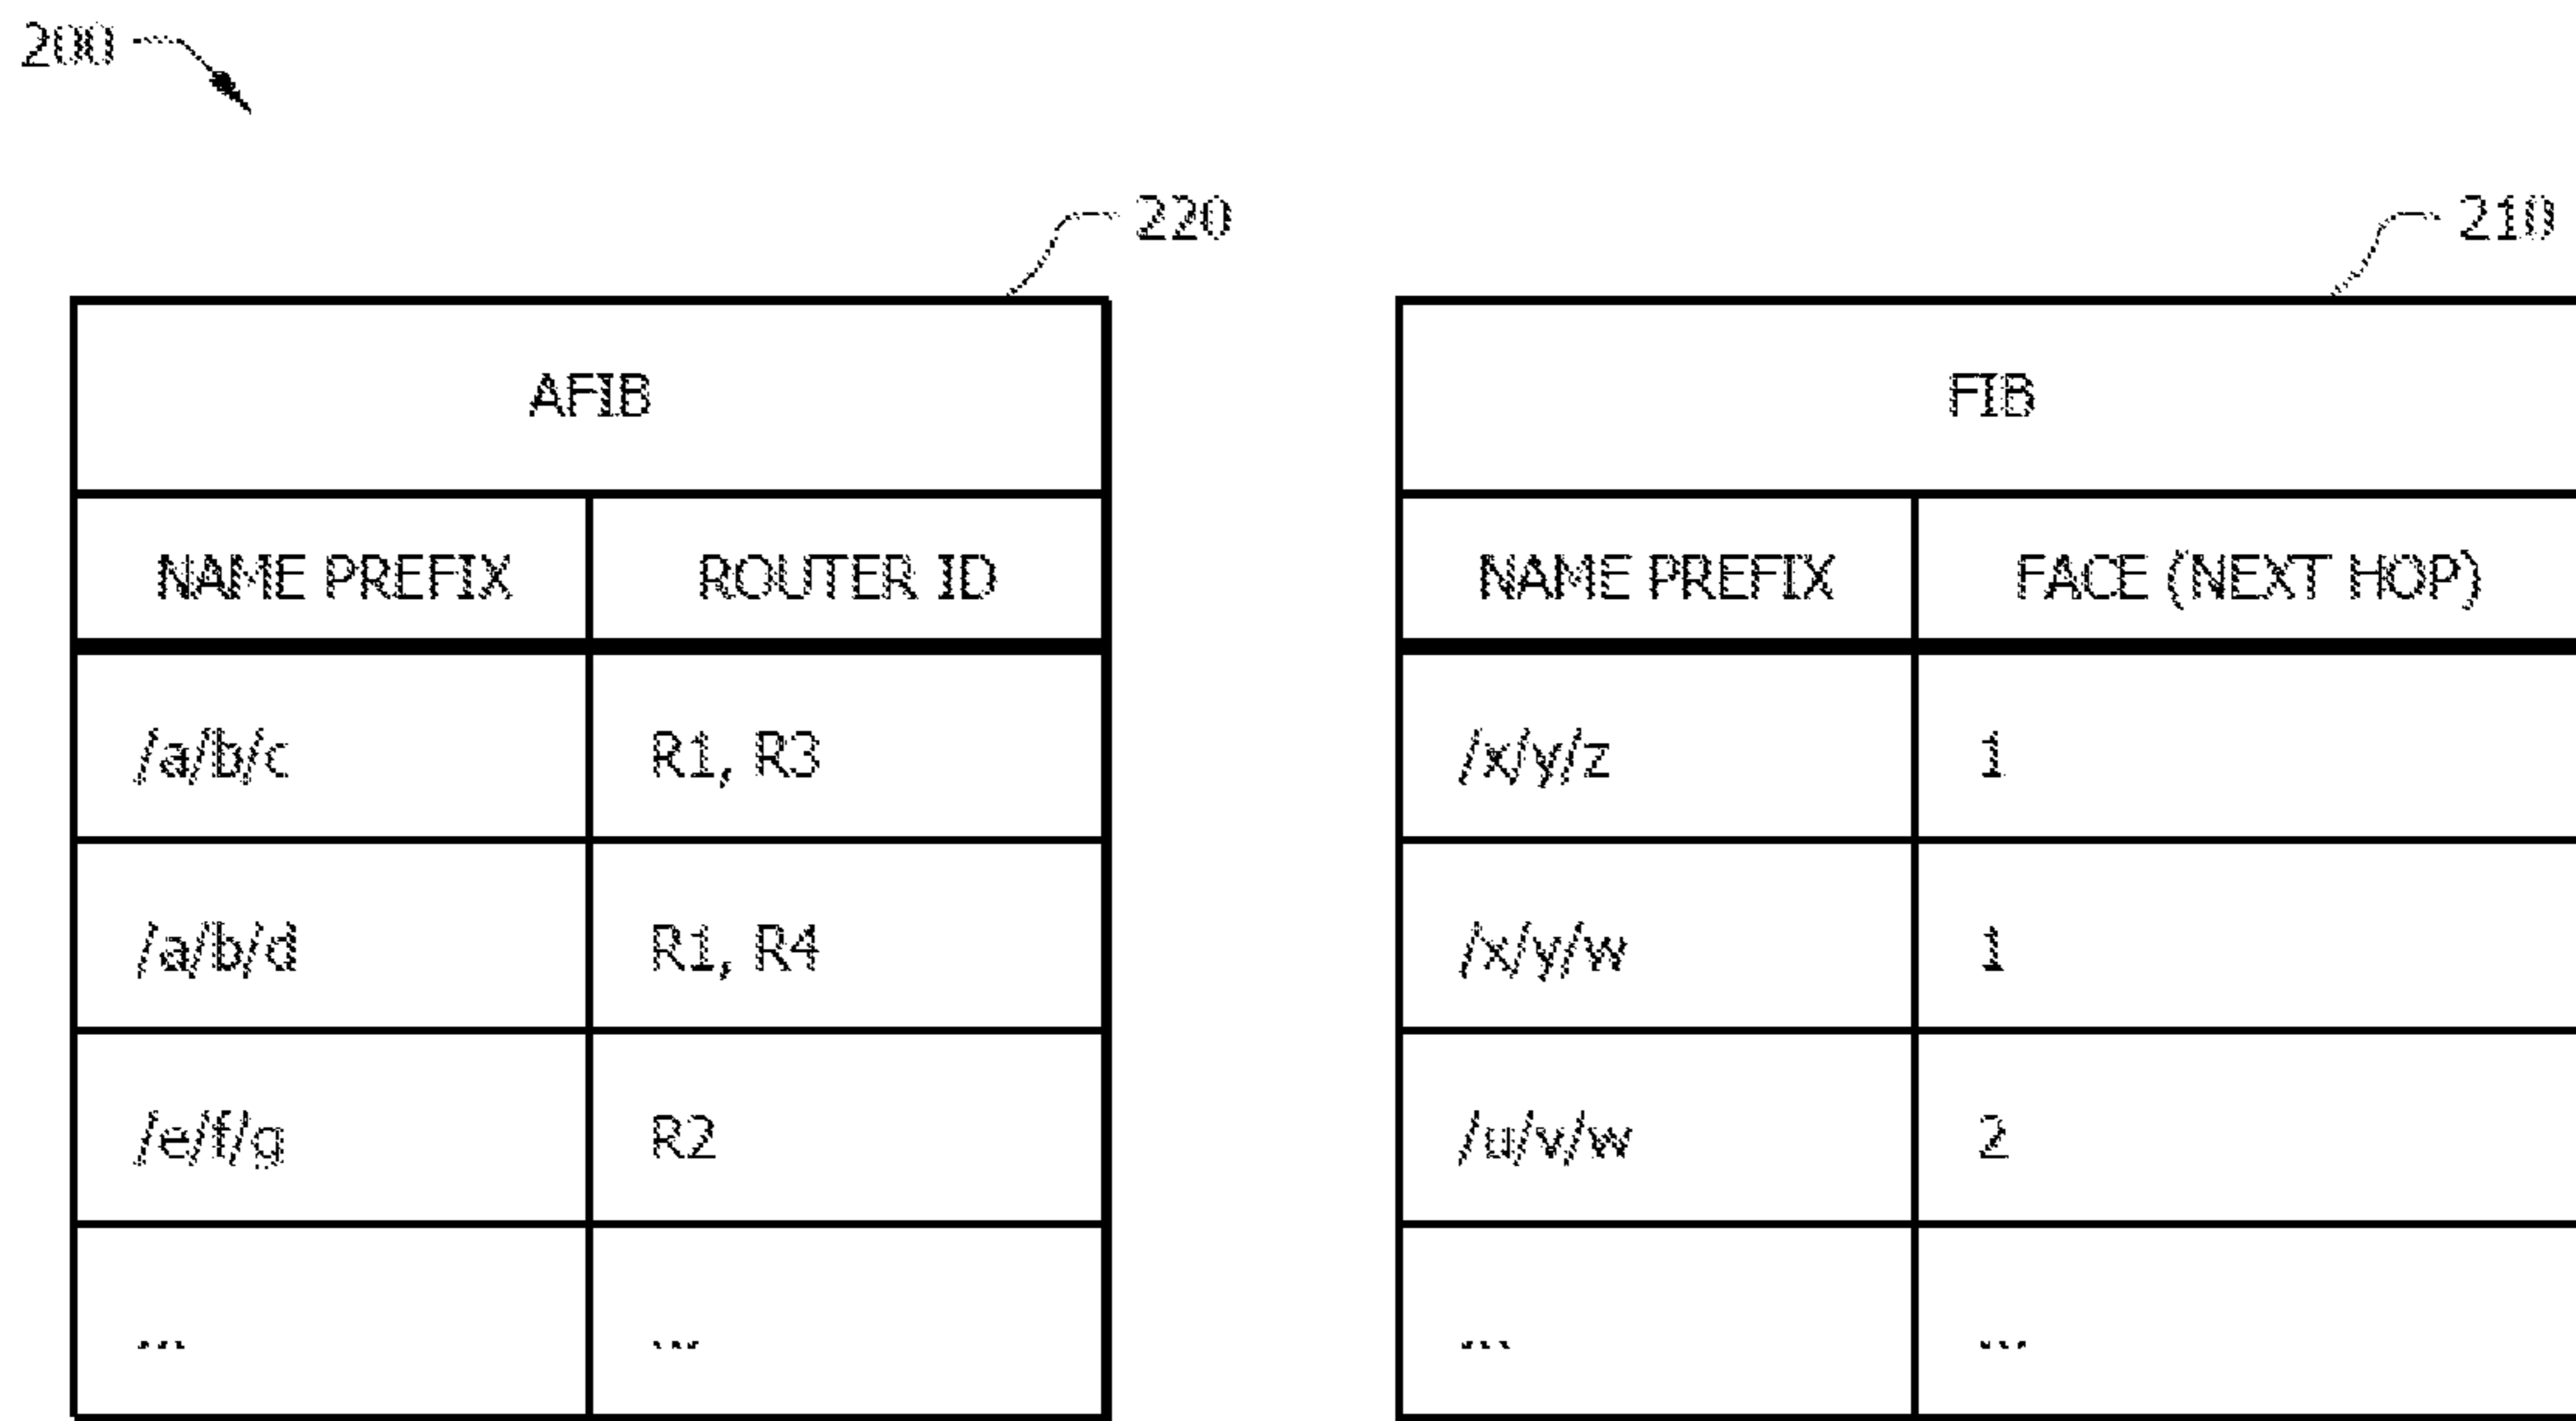 200
220
210
AFIB
NAME PREFIX ROUTER ID
/a/b/c R1, R3
/a/b/d R1, R4
/e/f/g R2
... ...
FIB
NAME PREFIX FACE (NEXT HOP)
/x/y/z 1
/x/y/w 1
/u/v/w 2
... ...